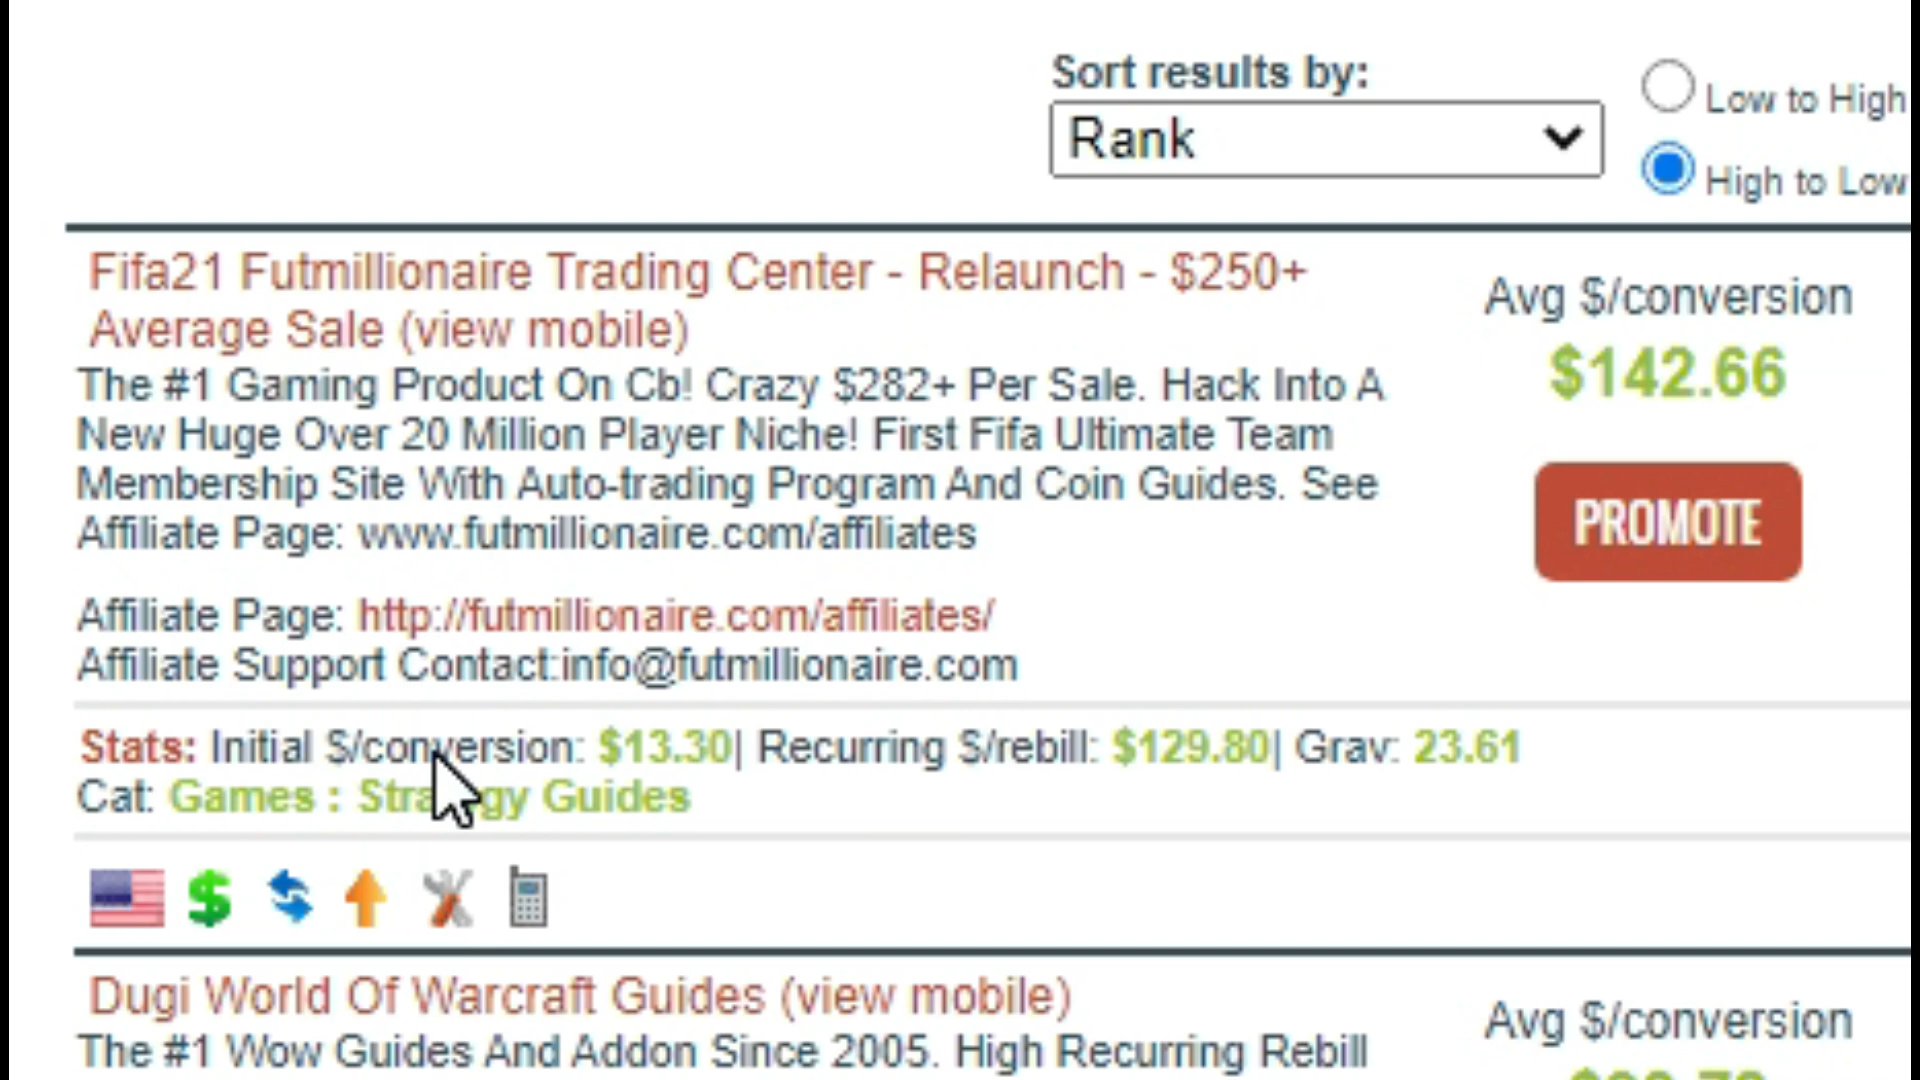 Sort results by:
Rank
Low to High
High to Low
Fifa21 Futmillionaire Trading Center - Relaunch - $250+
Average Sale (view mobile)
Avg $/conversion
$142.66
The #1 Gaming Product On Cb! Crazy $282+ Per Sale. Hack Into A
New Huge Over 20 Million Player Niche! First Fifa Ultimate Team
Membership Site With Auto-trading Program And Coin Guides. See
Affiliate Page: www.futmillionaire.com/affiliates
PROMOTE
Affiliate Page: http://futmillionaire.com/affiliates/
Affiliate Support Contact:info@futmillionaire.com
Stats: Initial $/conversion: $13.30| Recurring $/rebill: $129.80| Grav: 23.61
Cat: Games : Strategy Guides
Dugi World Of Warcraft Guides (view mobile)
Avg $/conversion
The #1 Wow Guides And Addon Since 2005. High Recurring Rebill